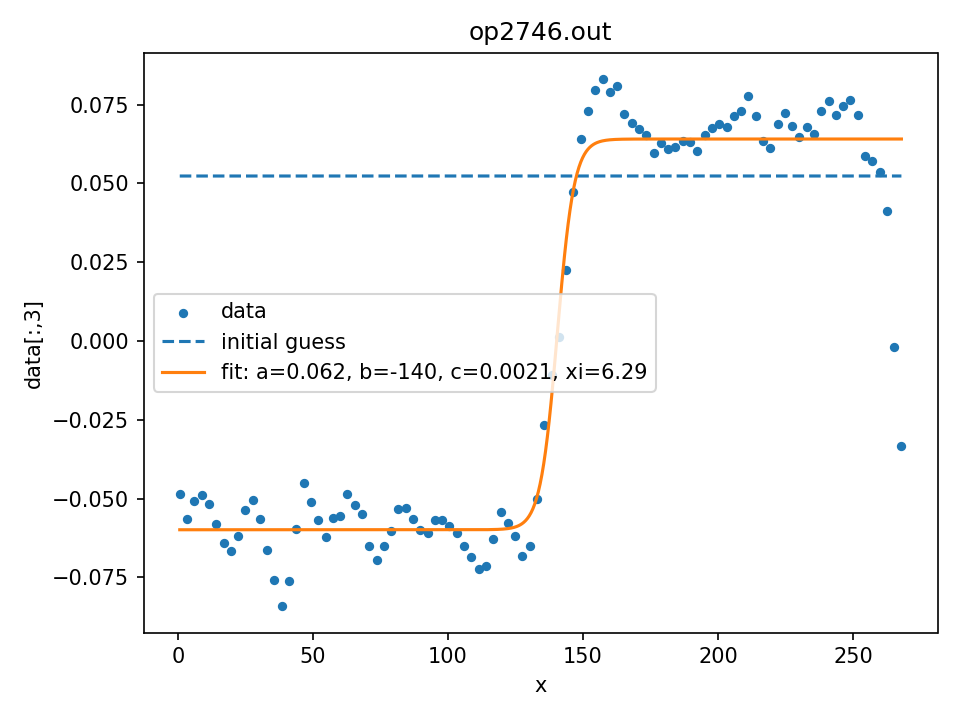 op2746.out
0.075
0.050
0.025
0.000
−0.025
−0.050
−0.075
data[:,3]
data
initial guess
fit: a=0.062, b=-140, c=0.0021, xi=6.29
0 50 100 150 200 250
x